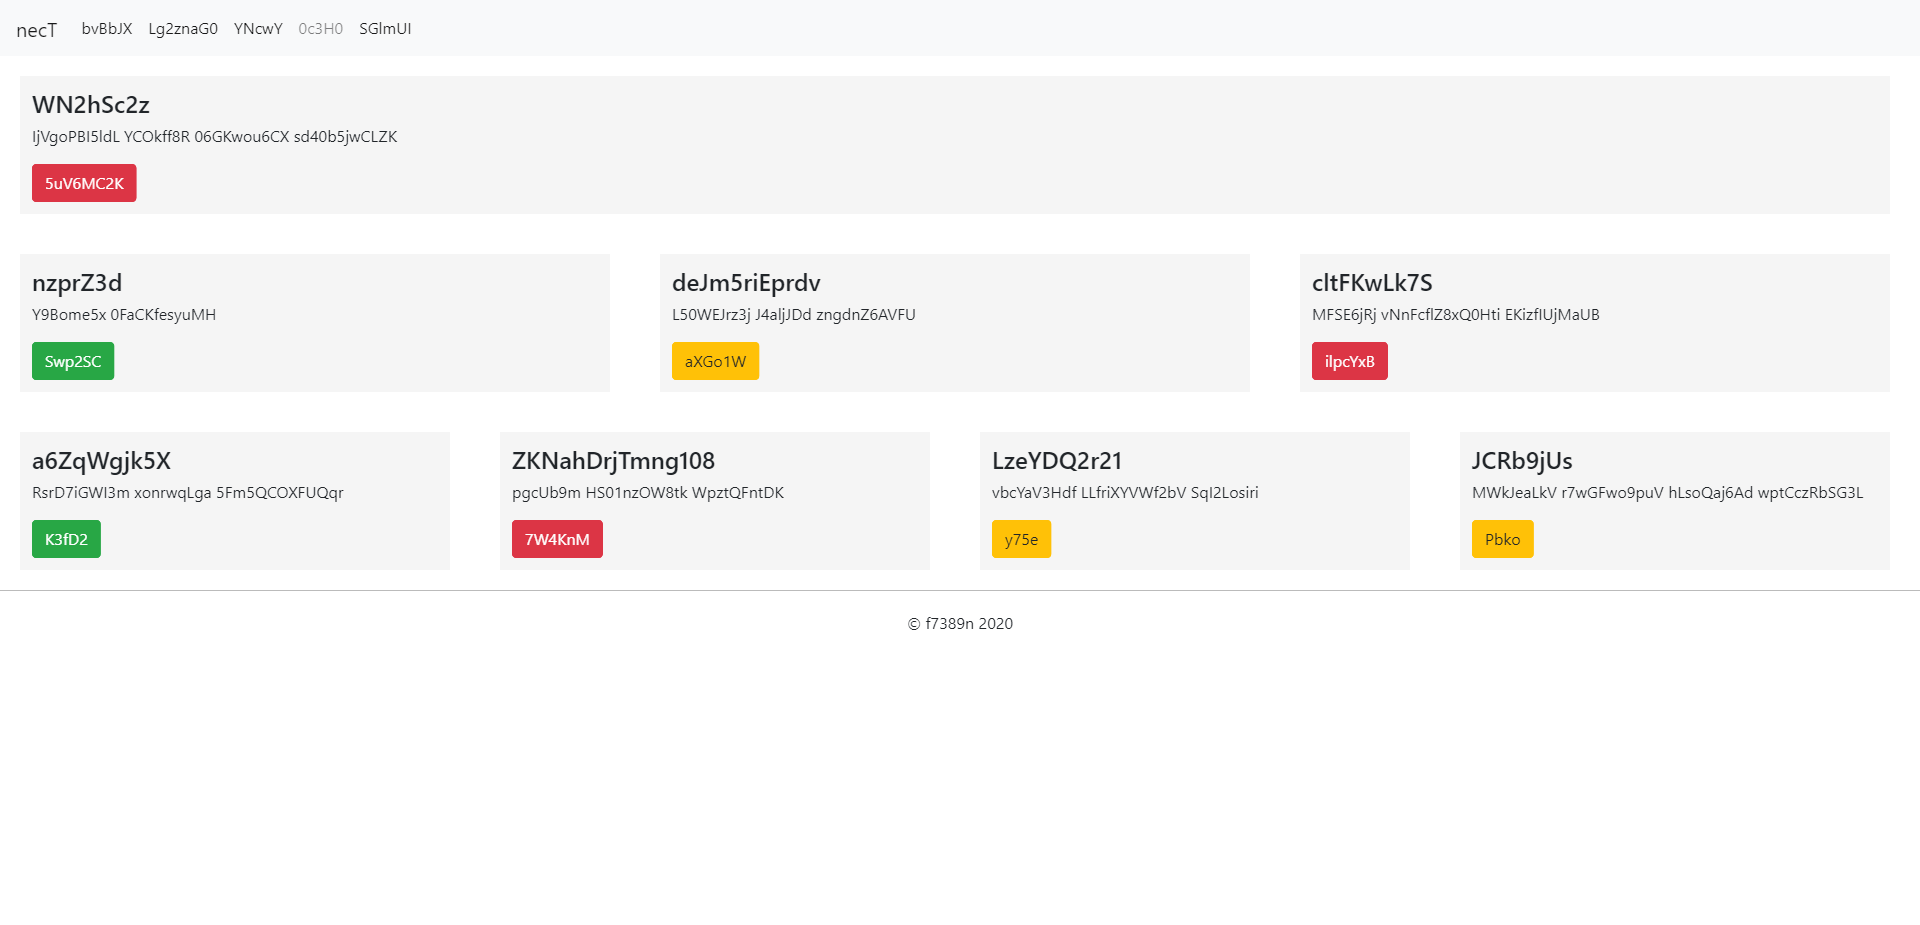 necT bvBbJX Lg2znaG0 YNcwY 0c3H0 SGlmUI
WN2hSc2z
IjVgoPBI5ldL YCOkff8R 06GKwou6CX sd40b5jwCLZK
5uV6MC2K
nzprZ3d
Y9Bome5x 0FaCKfesyuMH
Swp2SC
deJm5riEprdv
L50WEJrz3j J4aljJDd zngdnZ6AVFU
aXGo1W
cltFKwLk7S
MFSE6jRj vNnFcflZ8xQ0Hti EKizfIUjMaUB
ilpcYxB
a6ZqWgjk5X
RsrD7iGWI3m xonrwqLga 5Fm5QCOXFUQqr
K3fD2
ZKNahDrjTmng108
pgcUb9m HS01nzOW8tk WpztQFntDK
7W4KnM
LzeYDQ2r21
vbcYaV3Hdf LLfriXYVWf2bV SqI2Losiri
y75e
JCRb9jUs
MWkJeaLkV r7wGFwo9puV hLsoQaj6Ad wptCczRbSG3L
Pbko
© f7389n 2020